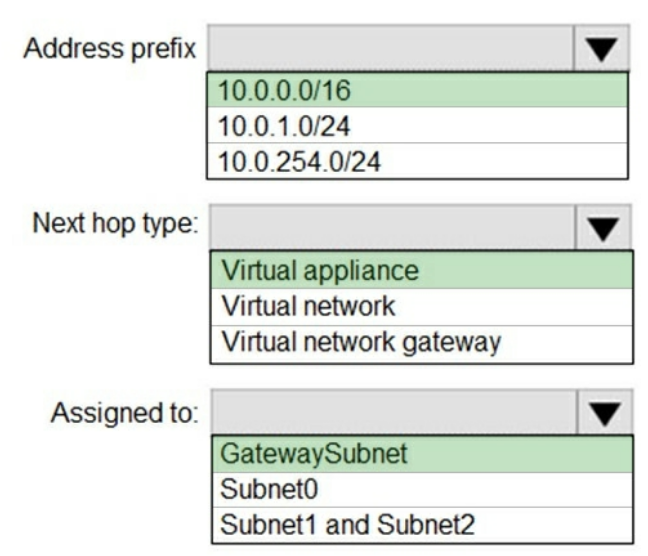 Address prefix
10.0.0.0/16
10.0.1.0/24
10.0.254.0/24
Next hop type:
Virtual appliance
Virtual network
Virtual network gateway
Assigned to:
GatewaySubnet
Subnet0
Subnet1 and Subnet2